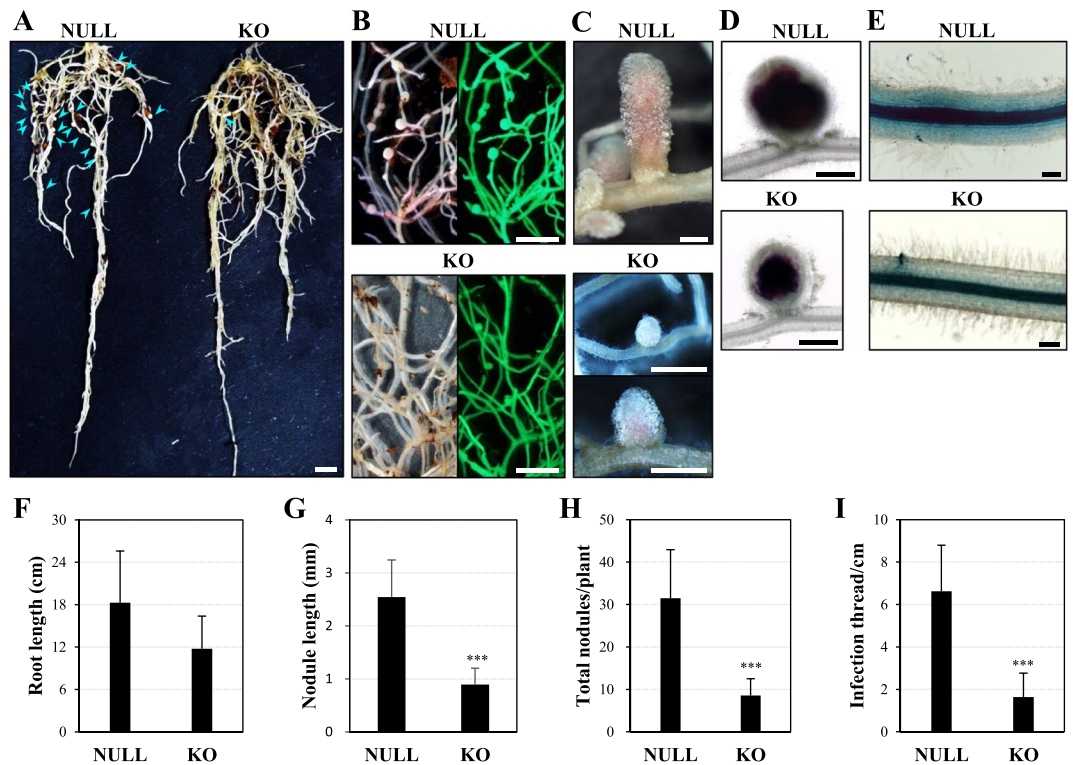 A
NULL
KO
B
NULL
KO
C
NULL
KO
D
NULL
KO
E
NULL
KO
F
Root length (cm)
30
24
18
12
6
0
NULL
KO
G
Nodule length (mm)
4
3
2
1
0
***
NULL
KO
H
Total nodules/plant
50
40
30
20
10
0
***
NULL
KO
I
Infection thread/cm
10
8
6
4
2
0
***
NULL
KO